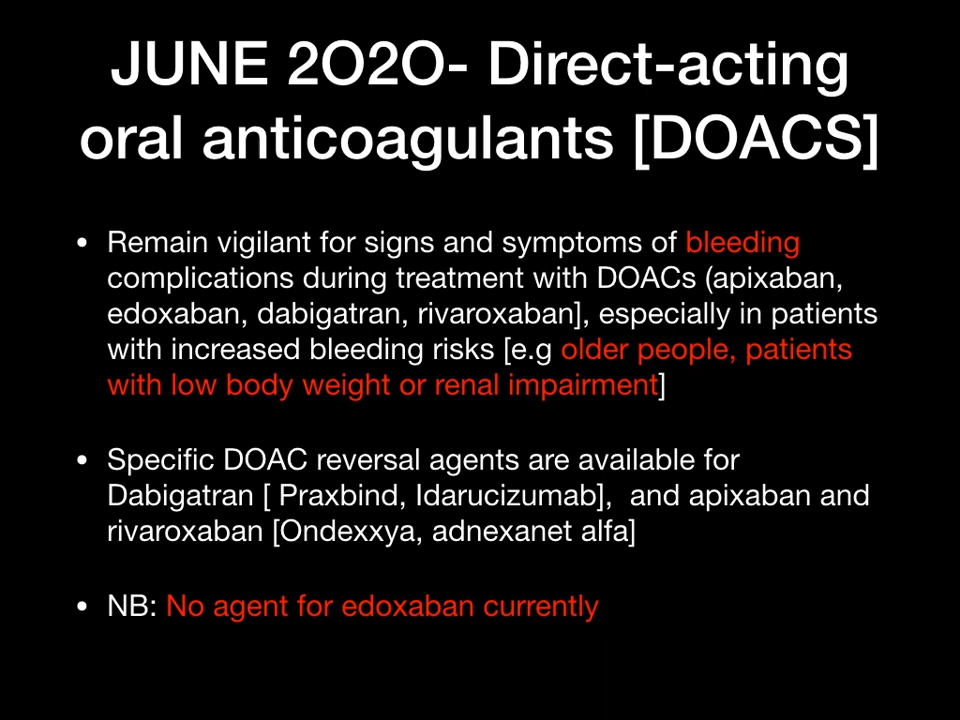 JUNE 2O2O- Direct-acting
oral anticoagulants [DOACS]
• Remain vigilant for signs and symptoms of bleeding
complications during treatment with DOACs (apixaban,
edoxaban, dabigatran, rivaroxaban], especially in patients
with increased bleeding risks [e.g older people, patients
with low body weight or renal impairment]
• Specific DOAC reversal agents are available for
Dabigatran [ Praxbind, Idarucizumab],  and apixaban and
rivaroxaban [Ondexxya, adnexanet alfa]
• NB: No agent for edoxaban currently